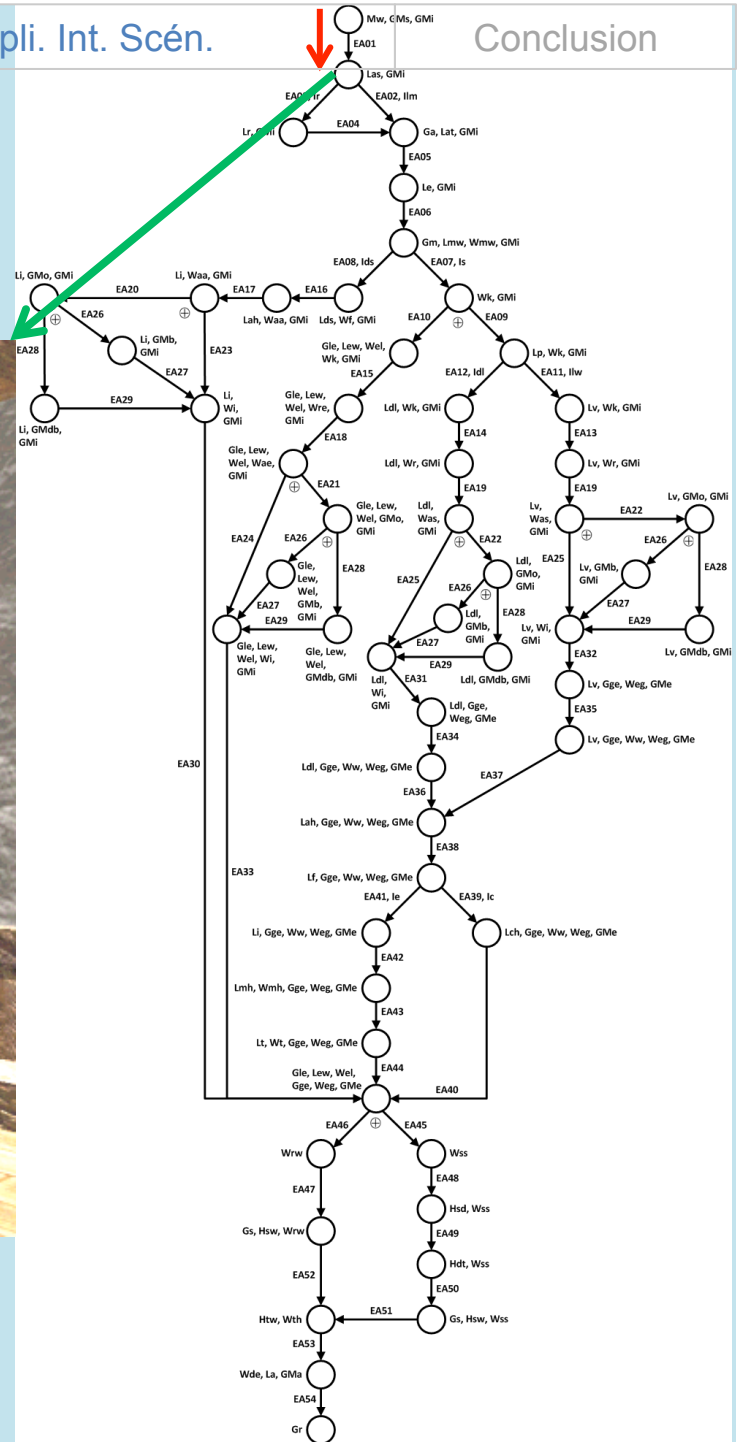 pli. Int. Scén.
Conclusion
Mw, GMs, GMi
EA01
Las, GMi
EA02, Ilm
EA04
Ga, Lat, GMi
EA05
Le, GMi
EA06
Gm, Lmw, Wmw, GMi
EA08, Ids
EA07, Is
Li, GMo, GMi
EA20
Li, Waa, GMi
EA17
EA16
Lah, Waa, GMi
Lds, Wf, GMi
Wk, GMi
EA26
EA10
EA09
EA28
Li, GMb,
GMi
EA23
Gle, Lew, Wel,
Wk, GMi
Lp, Wk, GMi
EA27
EA15
EA12, Idl
EA11, Ilw
EA29
Li, GMdb,
GMi
Li,
Wi,
GMi
Gle, Lew,
Wel, Wre,
GMi
Ldl, Wk, GMi
Lv, Wk, GMi
EA18
EA14
EA13
Gle, Lew,
Wel, Wae,
GMi
Ldl, Wr, GMi
Lv, Wr, GMi
EA21
EA19
EA19
Gle, Lew,
Wel, GMo,
GMi
Ldl,
Was,
GMi
Lv,
Was,
GMi
EA22
Lv, GMo, GMi
EA24
EA26
EA28
EA22
EA25
EA26
EA28
Gle,
Lew,
Wel,
GMb,
GMi
Ldl,
GMo,
GMi
EA25
Lv, GMb,
GMi
EA26
EA28
EA27
Ldl,
GMb,
GMi
EA27
EA29
EA27
EA29
Gle, Lew,
Wel, Wi,
GMi
Gle, Lew,
Wel,
GMdb, GMi
EA29
Lv, Wi,
GMi
Lv, GMdb, GMi
Ldl,
Wi,
GMi
Ldl, GMdb, GMi
EA32
EA31
Lv, Gge, Weg, GMe
Ldl, Gge,
Weg, GMe
EA35
EA34
Lv, Gge, Ww, Weg, GMe
EA30
Ldl, Gge, Ww, Weg, GMe
EA37
EA36
Lah, Gge, Ww, Weg, GMe
EA38
EA33
Lf, Gge, Ww, Weg, GMe
EA41, Ie
EA39, Ic
Li, Gge, Ww, Weg, GMe
Lch, Gge, Ww, Weg, GMe
EA42
Lmh, Wmh, Gge, Weg, GMe
EA43
Lt, Wt, Gge, Weg, GMe
EA44
Gle, Lew, Wel,
Gge, Weg, GMe
EA40
EA46
EA45
Wrw
Wss
EA47
EA48
Hsd, Wss
Gs, Hsw, Wrw
EA49
Hdt, Wss
EA52
EA50
EA51
Htw, Wth
Gs, Hsw, Wss
EA53
Wde, La, GMa
EA54
Gr